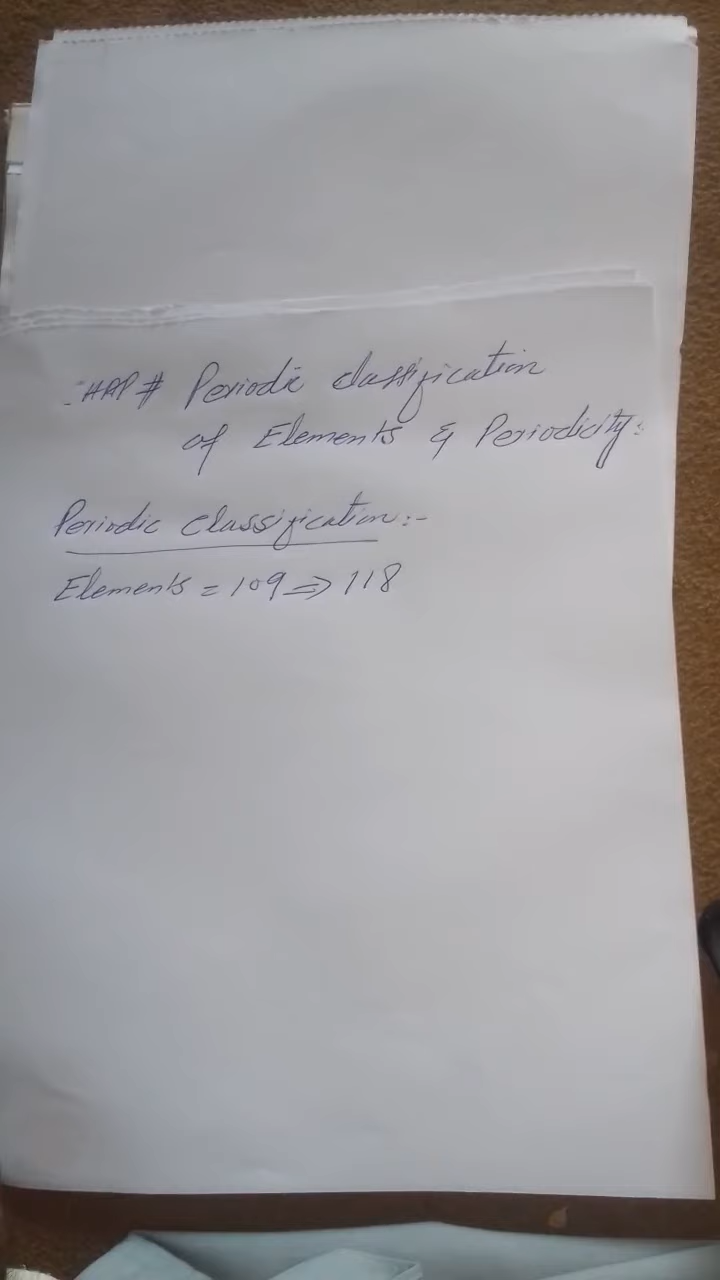 CHAP # Periodic classification
of Elements & Periodicity:
Periodic classification:-
Elements = 109 => 118